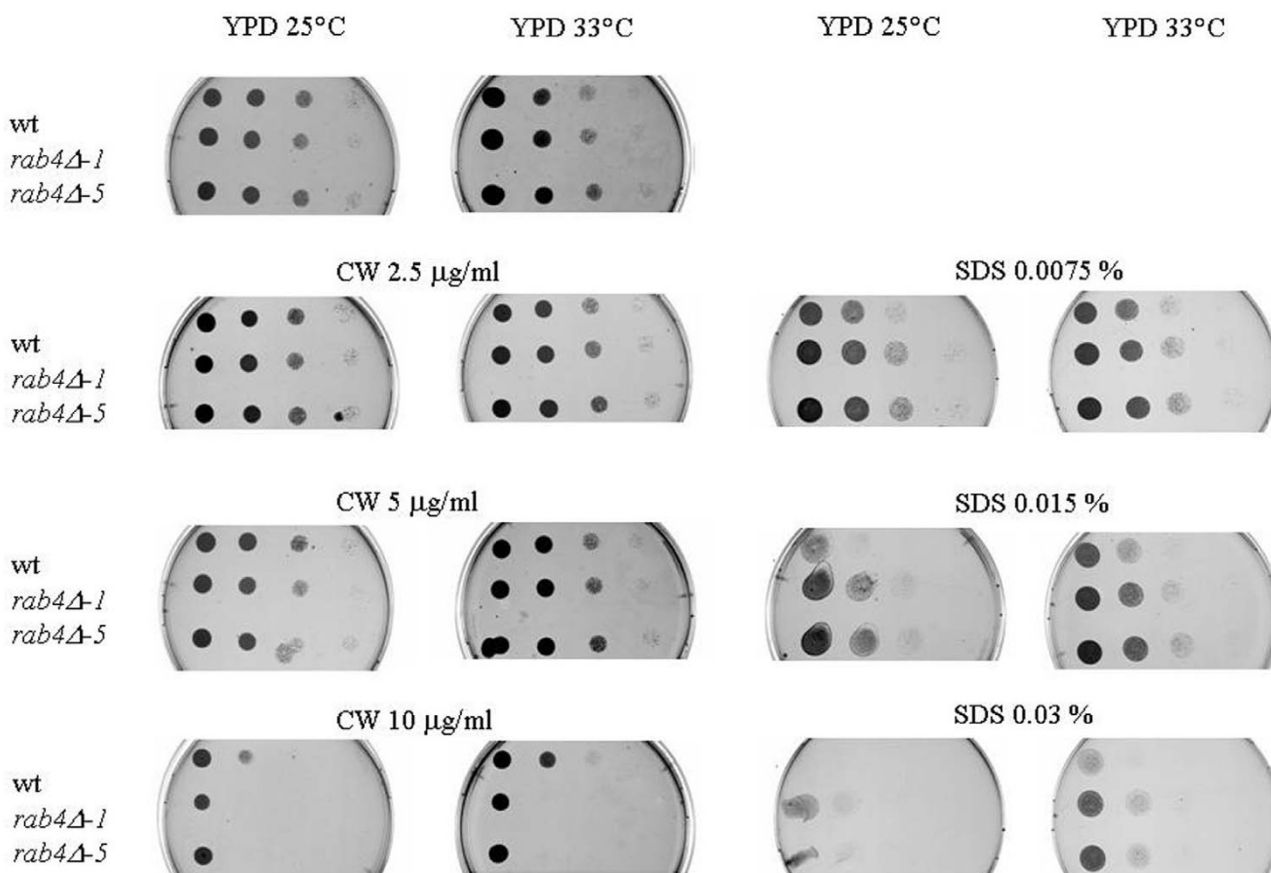 YPD 25°C YPD 33°C YPD 25°C YPD 33°C
wt
rab4Δ-1
rab4Δ-5
CW 2.5 µg/ml SDS 0.0075 %
wt
rab4Δ-1
rab4Δ-5
CW 5 µg/ml SDS 0.015 %
wt
rab4Δ-1
rab4Δ-5
CW 10 µg/ml SDS 0.03 %
wt
rab4Δ-1
rab4Δ-5